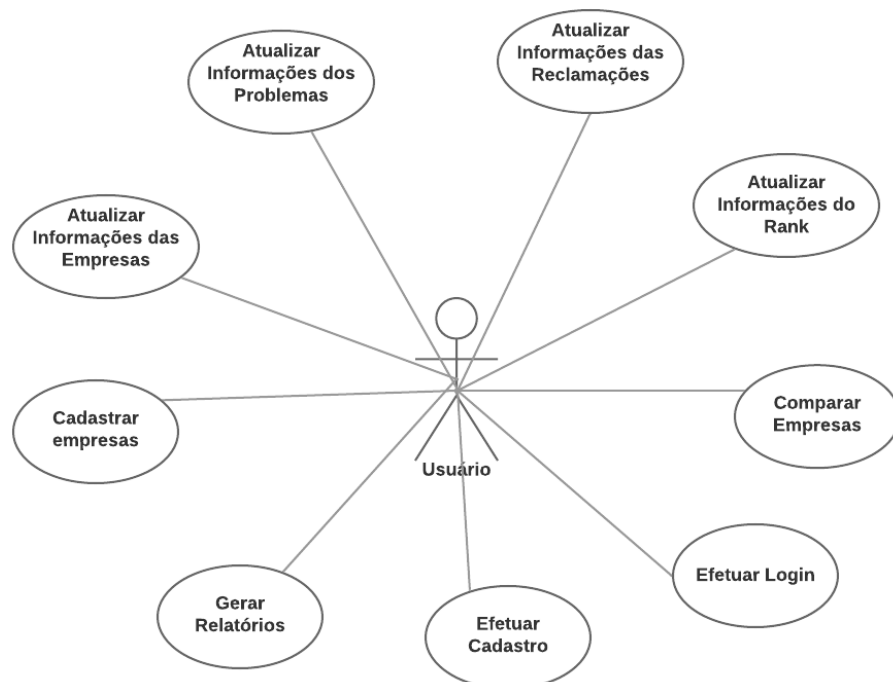 Atualizar
Informações dos
Problemas
Atualizar
Informações das
Reclamações
Atualizar
Informações do
Rank
Atualizar
Informações das
Empresas
Cadastrar
empresas
Comparar
Empresas
Usuário
Efetuar Login
Gerar
Relatórios
Efetuar
Cadastro